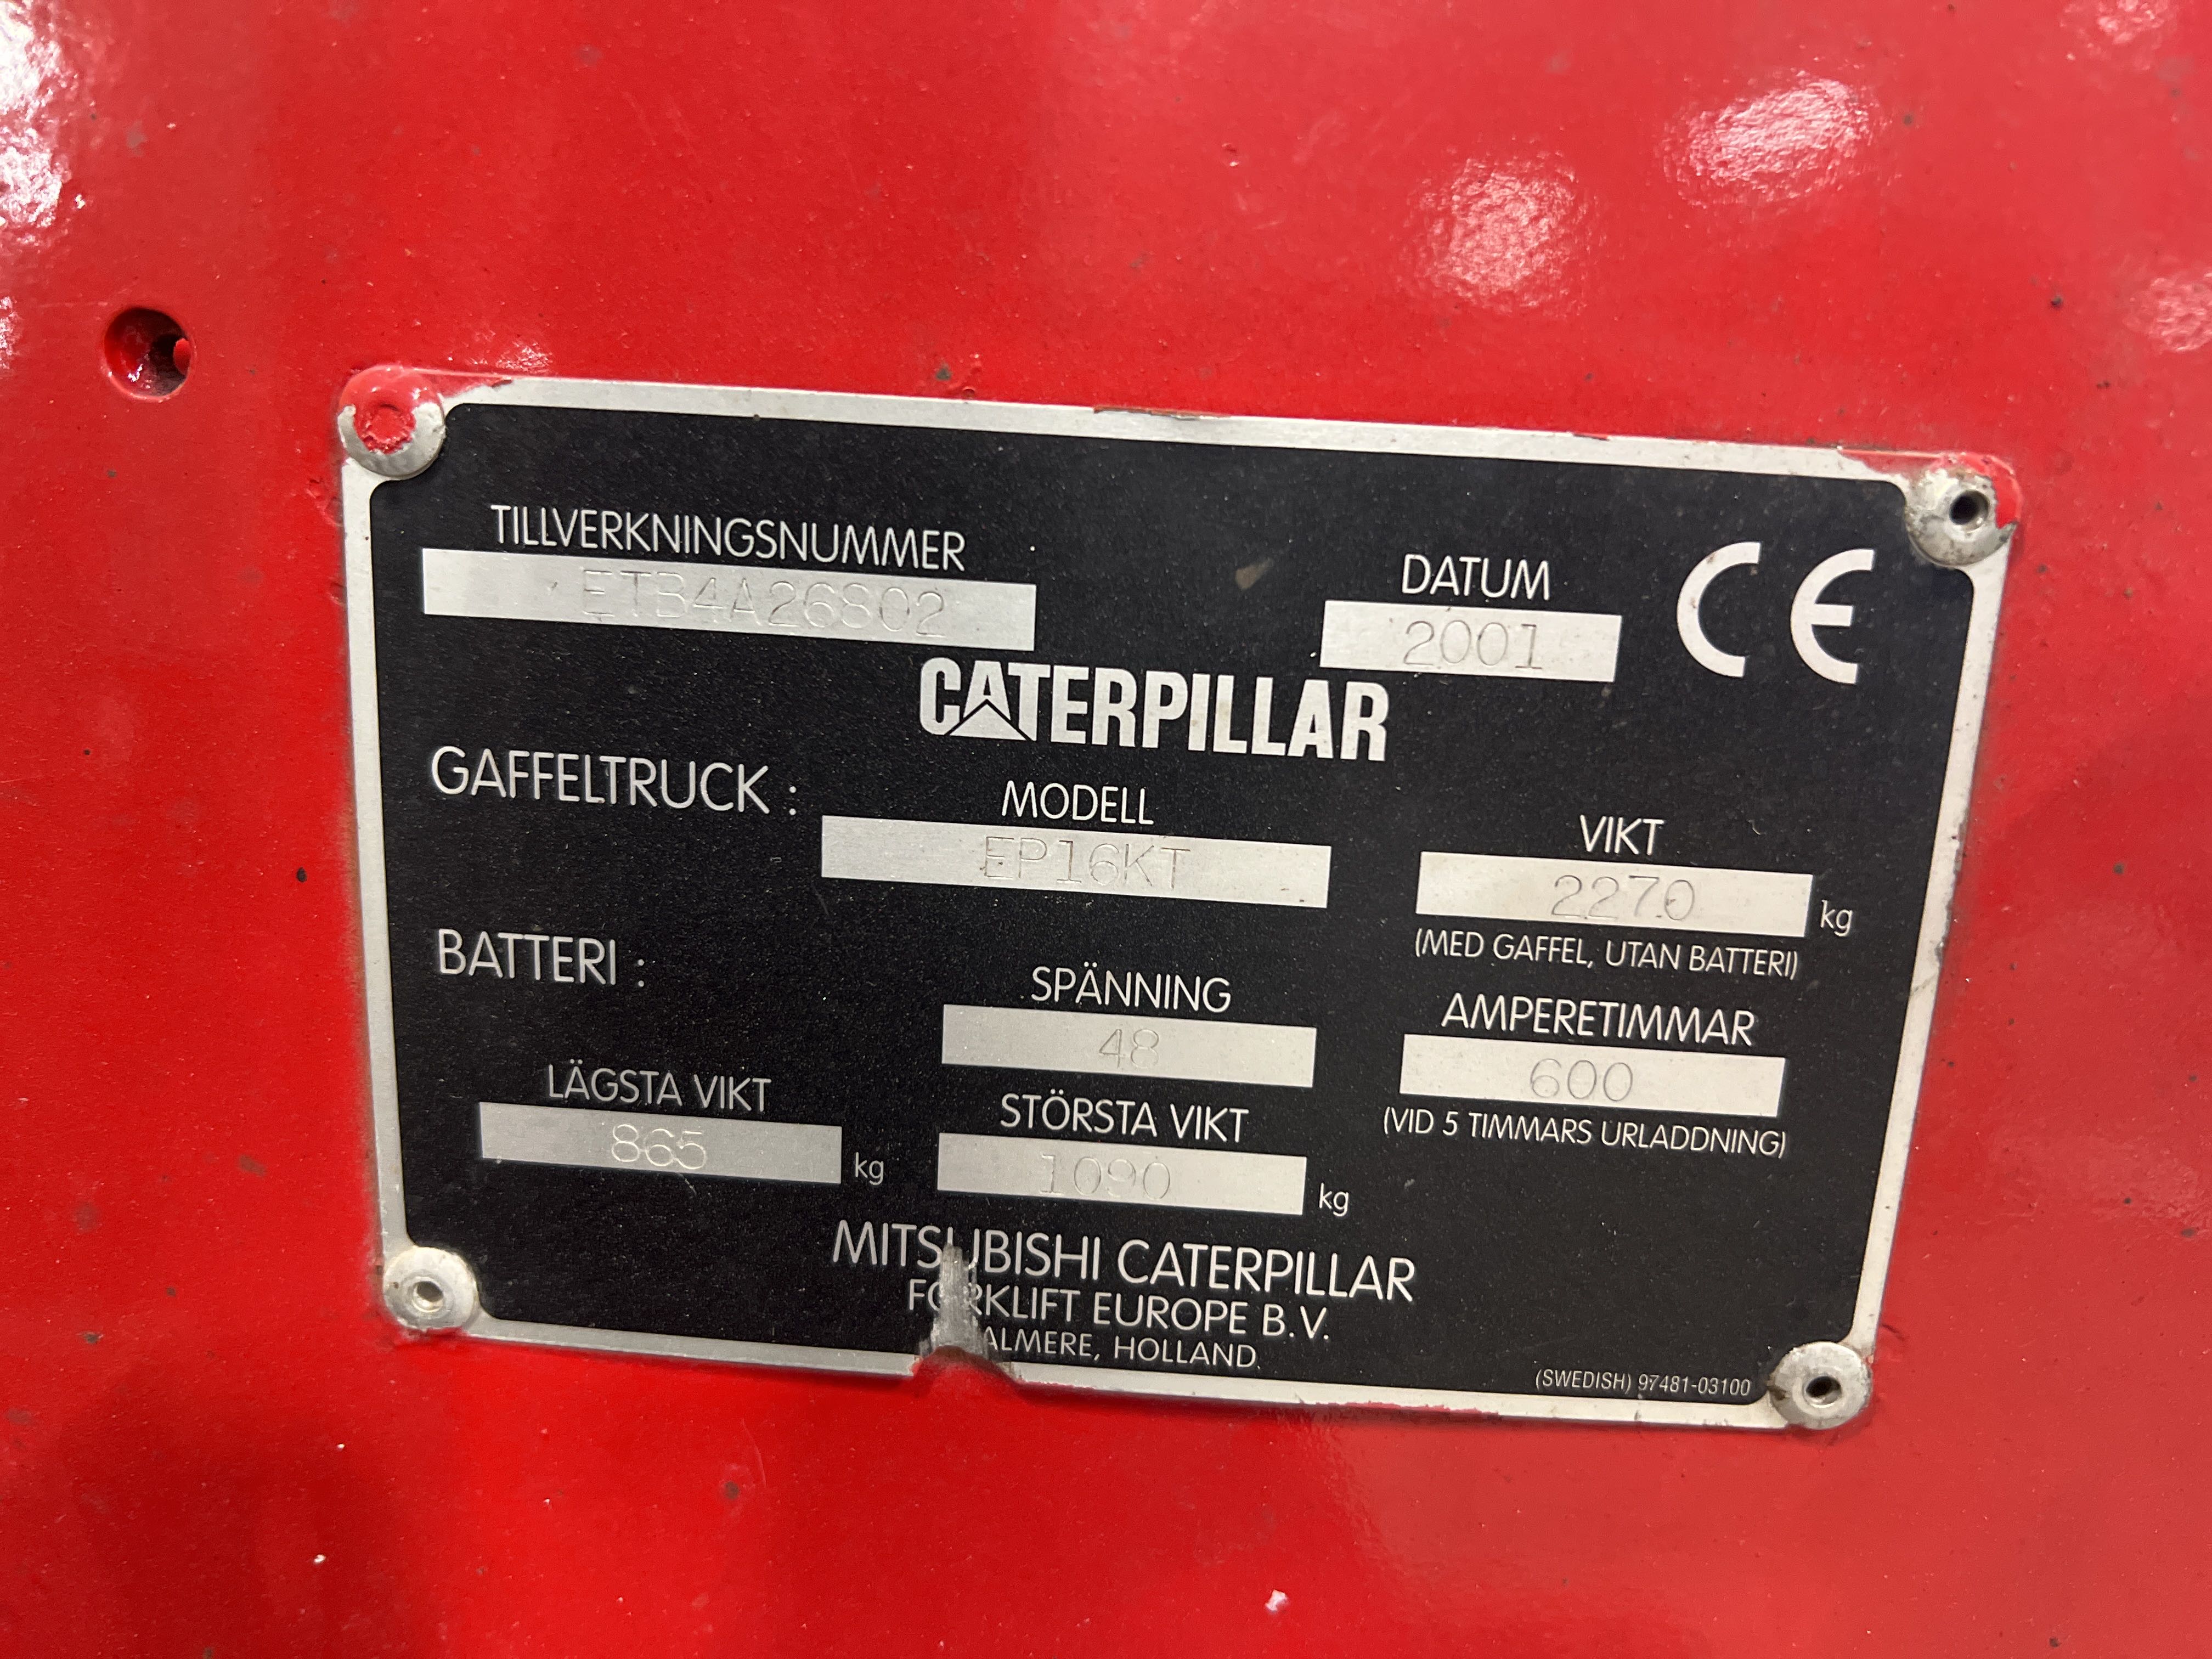 TILLVERKNINGSNUMMER
ETB4A26802
DATUM
2001
CE
CATERPILLAR
GAFFELTRUCK :
MODELL
EP16KT
VIKT
2270 kg
(MED GAFFEL, UTAN BATTERI)
BATTERI :
SPÄNNING
48
AMPERETIMMAR
600
(VID 5 TIMMARS URLADDNING)
LÄGSTA VIKT
865 kg
STÖRSTA VIKT
1090 kg
MITSUBISHI CATERPILLAR
FORKLIFT EUROPE B.V.
ALMERE, HOLLAND.
(SWEDISH) 97481-03100